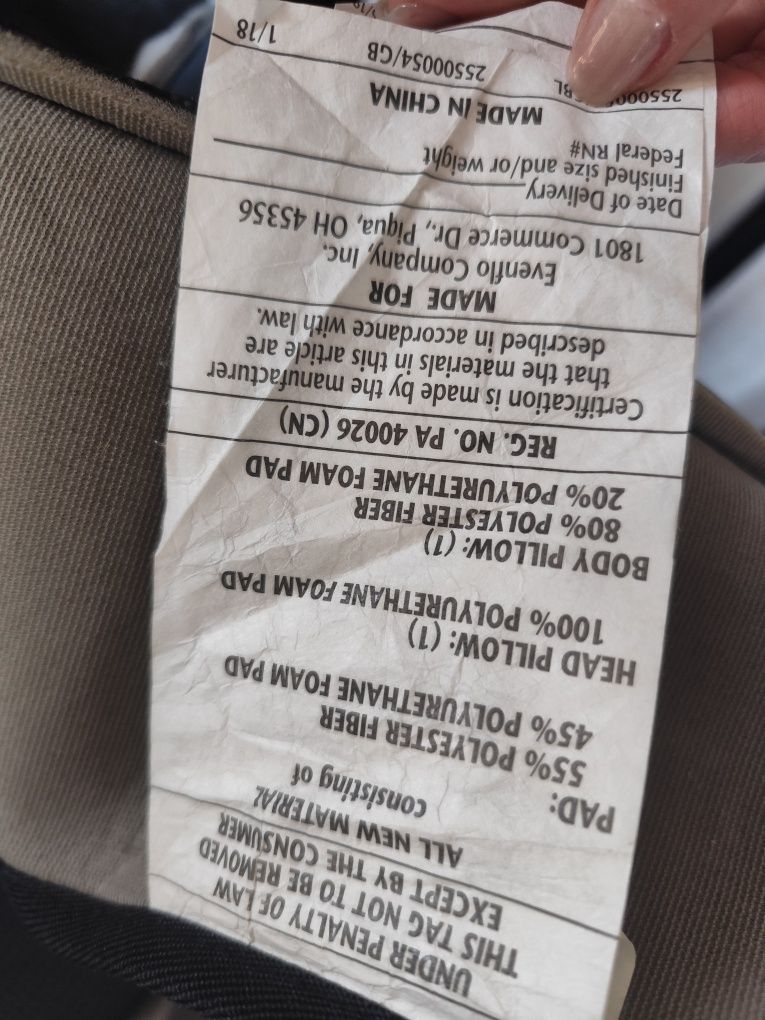 UNDER PENALTY OF LAW
THIS TAG NOT TO BE REMOVED
EXCEPT BY THE CONSUMER
ALL NEW MATERIAL
consisting of
PAD:
55% POLYESTER FIBER
45% POLYURETHANE FOAM PAD
HEAD PILLOW: (1)
100% POLYURETHANE FOAM PAD
BODY PILLOW: (1)
80% POLYESTER FIBER
20% POLYURETHANE FOAM PAD
REG. NO. PA 40026 (CN)
Certification is made by the manufacturer
that the materials in this article are
described in accordance with law.
MADE FOR
Evenflo Company, Inc.
1801 Commerce Dr., Piqua, OH 45356
Date of Delivery
Finished size and/or weight
Federal RN#
MADE IN CHINA
25500054/GB 1/18